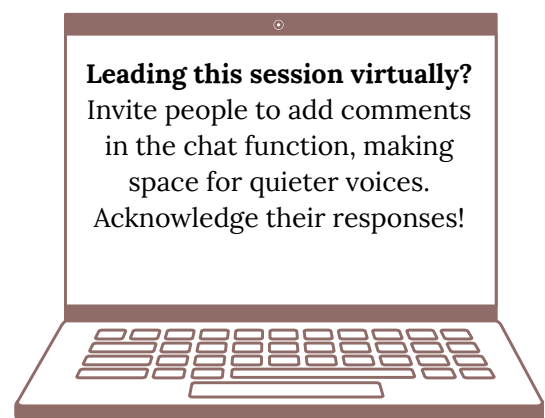 Leading this session virtually?
Invite people to add comments
in the chat function, making
space for quieter voices.
Acknowledge their responses!